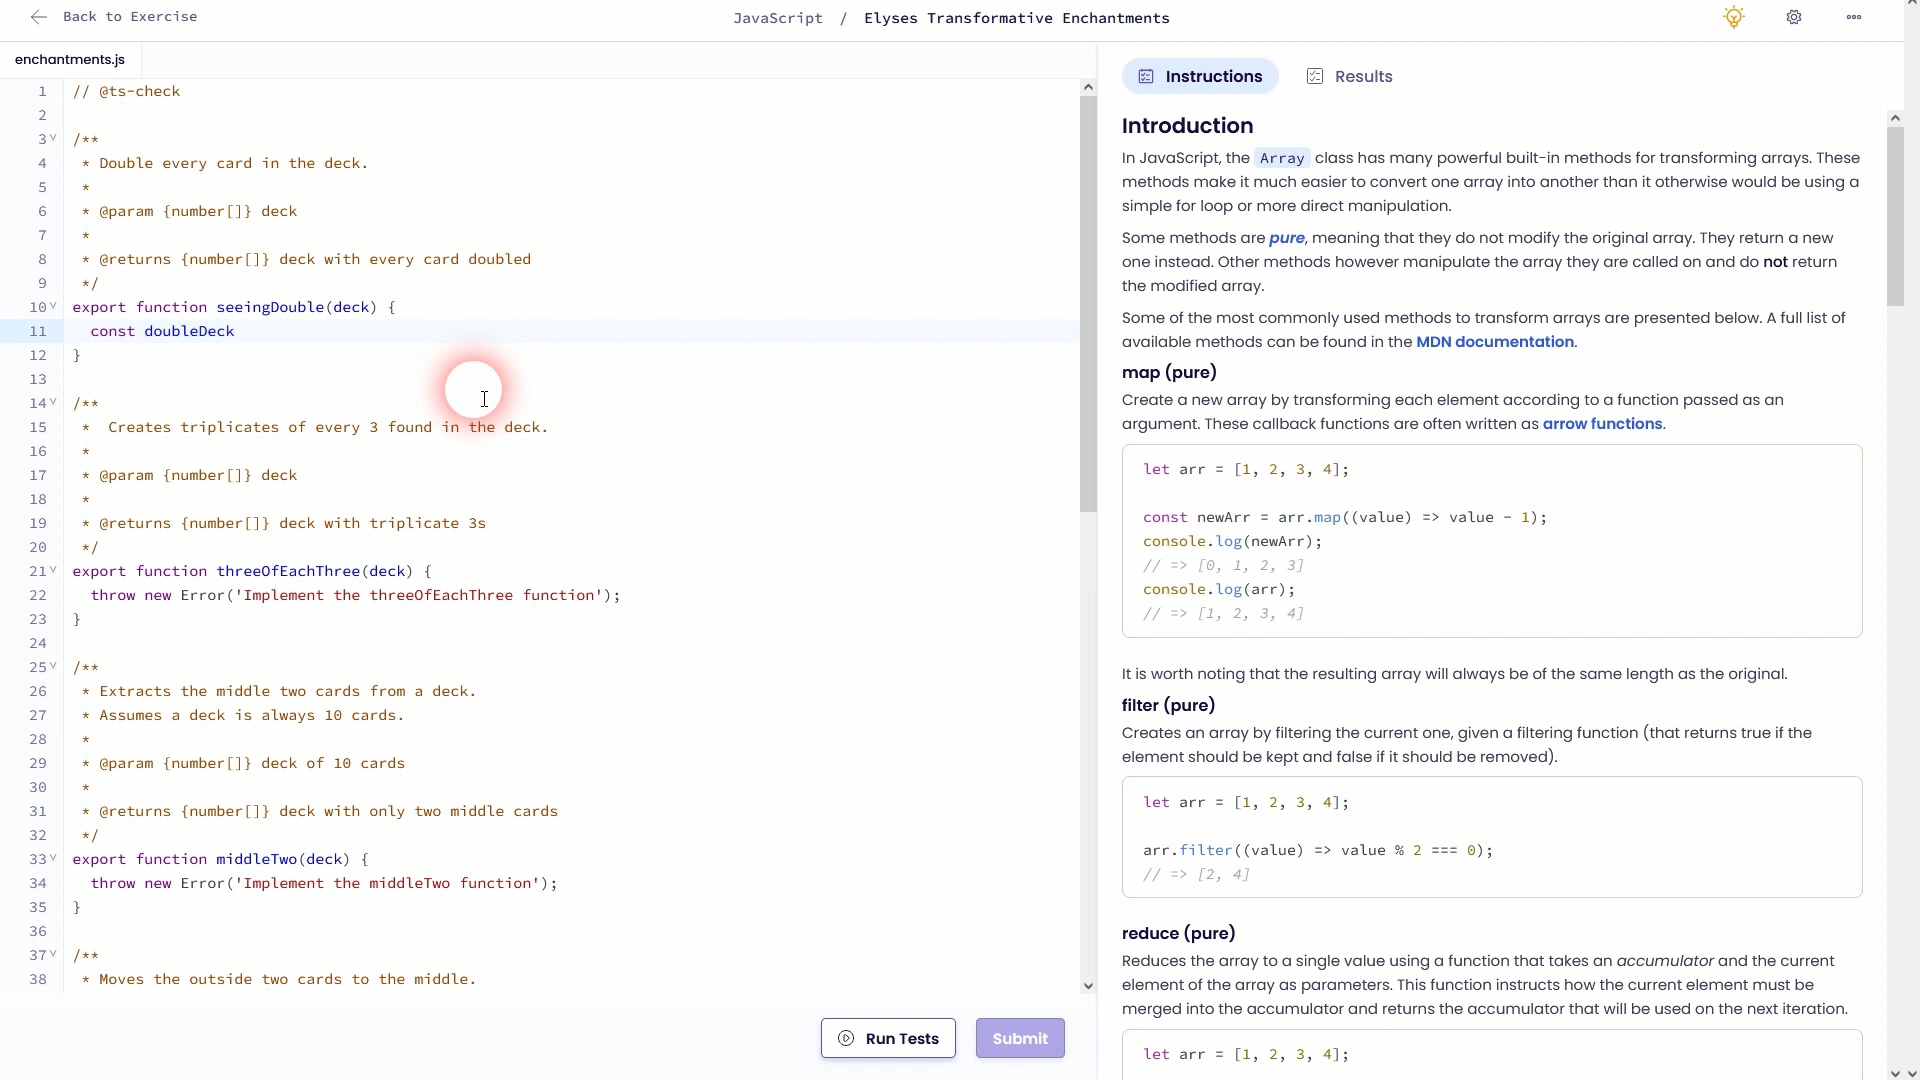 Back to Exercise
JavaScript / Elyses Transformative Enchantments
enchantments.js
1 // @ts-check
2
3 /**
4 * Double every card in the deck.
5 *
6 * @param {number[]} deck
7 *
8 * @returns {number[]} deck with every card doubled
9 */
10 export function seeingDouble(deck) {
11 const doubleDeck
12 }
13
14 /**
15 *  Creates triplicates of every 3 found in the deck.
16 *
17 * @param {number[]} deck
18 *
19 * @returns {number[]} deck with triplicate 3s
20 */
21 export function threeOfEachThree(deck) {
22 throw new Error('Implement the threeOfEachThree function');
23 }
24
25 /**
26 * Extracts the middle two cards from a deck.
27 * Assumes a deck is always 10 cards.
28 *
29 * @param {number[]} deck of 10 cards
30 *
31 * @returns {number[]} deck with only two middle cards
32 */
33 export function middleTwo(deck) {
34 throw new Error('Implement the middleTwo function');
35 }
36
37 /**
38 * Moves the outside two cards to the middle.
Run Tests
Submit
Instructions
Results
Introduction
In JavaScript, the Array class has many powerful built-in methods for transforming arrays. These
methods make it much easier to convert one array into another than it otherwise would be using a
simple for loop or more direct manipulation.
Some methods are pure, meaning that they do not modify the original array. They return a new
one instead. Other methods however manipulate the array they are called on and do not return
the modified array.
Some of the most commonly used methods to transform arrays are presented below. A full list of
available methods can be found in the MDN documentation.
map (pure)
Create a new array by transforming each element according to a function passed as an
argument. These callback functions are often written as arrow functions.
let arr = [1, 2, 3, 4];
const newArr = arr.map((value) => value - 1);
console.log(newArr);
// => [0, 1, 2, 3]
console.log(arr);
// => [1, 2, 3, 4]
It is worth noting that the resulting array will always be of the same length as the original.
filter (pure)
Creates an array by filtering the current one, given a filtering function (that returns true if the
element should be kept and false if it should be removed).
let arr = [1, 2, 3, 4];
arr.filter((value) => value % 2 === 0);
// => [2, 4]
reduce (pure)
Reduces the array to a single value using a function that takes an accumulator and the current
element of the array as parameters. This function instructs how the current element must be
merged into the accumulator and returns the accumulator that will be used on the next iteration.
let arr = [1, 2, 3, 4];